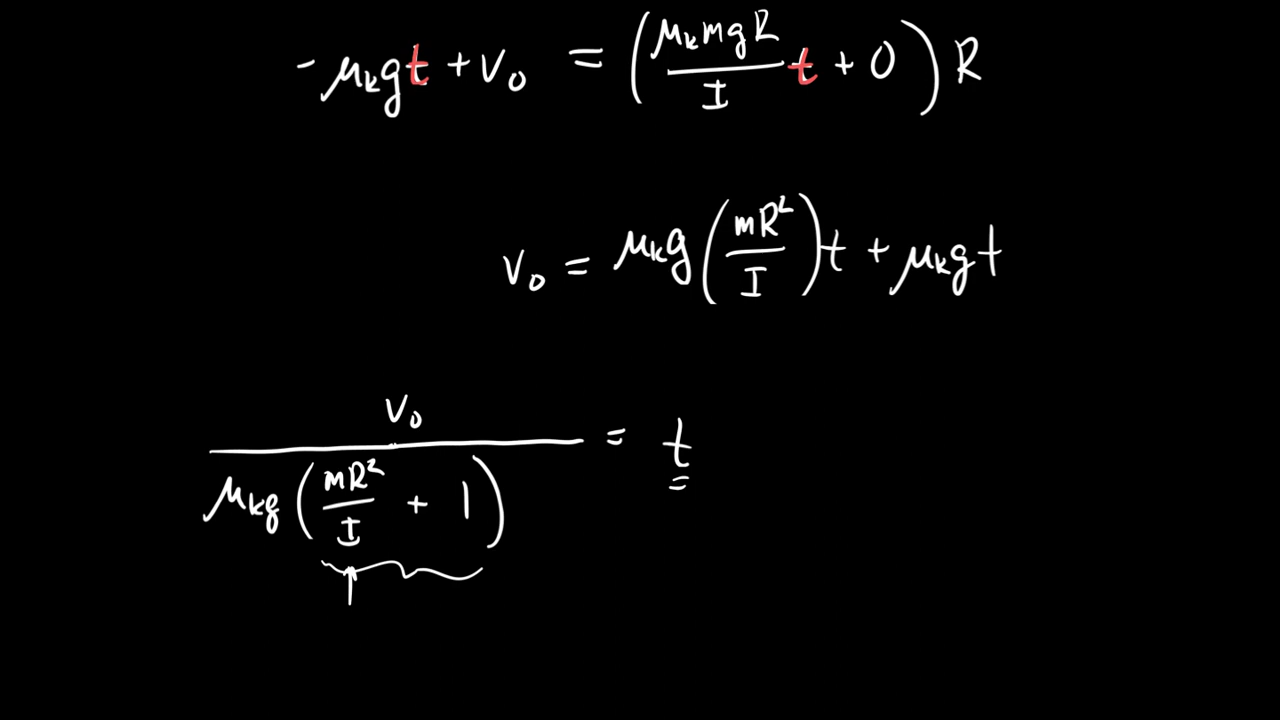 -μₖgt + v₀ = (μₖmgR/I t + 0) R
v₀ = μₖg (mR²/I) t + μₖgt
v₀ / μₖg (mR²/I + 1) = t